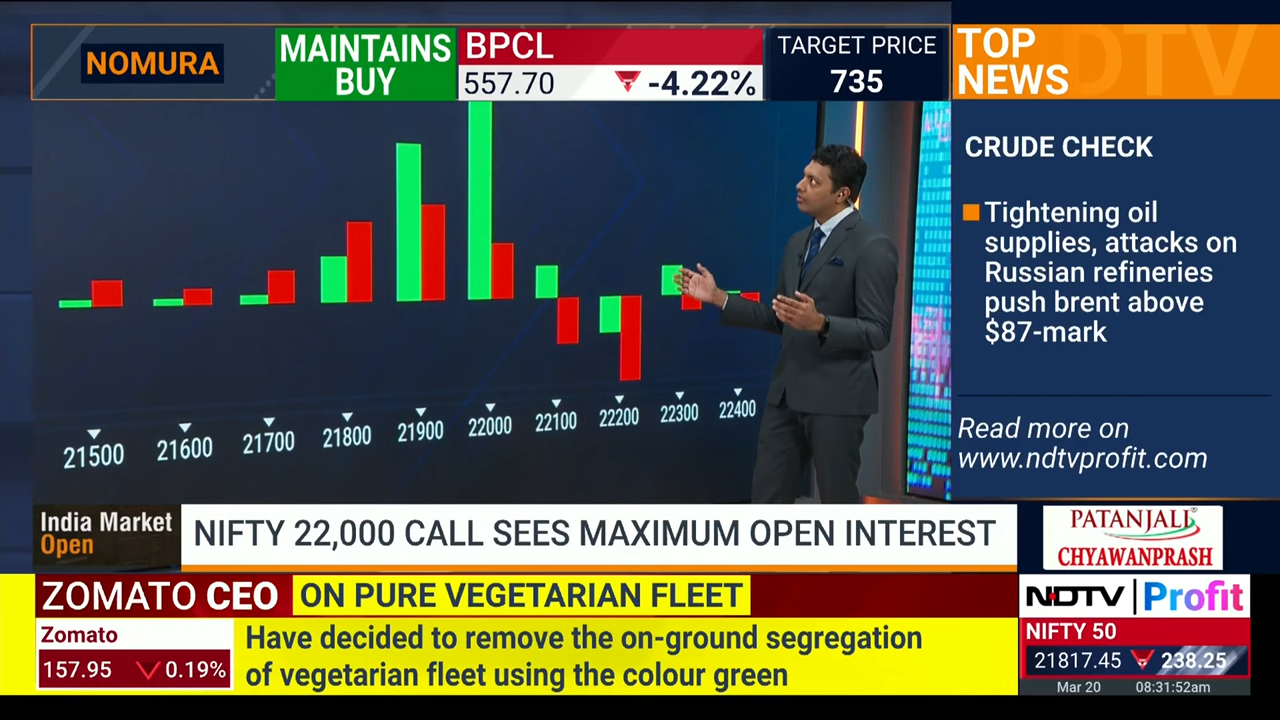 NOMURA
MAINTAINS
BUY
BPCL
557.70 -4.22%
TARGET PRICE
735
TOP
NEWS
CRUDE CHECK
Tightening oil
supplies, attacks on
Russian refineries
push brent above
$87-mark
Read more on
www.ndtvprofit.com
21500 21600 21700 21800 21900 22000 22100 22200 22300 22400
India Market
Open
NIFTY 22,000 CALL SEES MAXIMUM OPEN INTEREST
PATANJALI
CHYAWANPRASH
ZOMATO CEO ON PURE VEGETARIAN FLEET
Zomato
157.95 0.19%
Have decided to remove the on-ground segregation
of vegetarian fleet using the colour green
NDTV Profit
NIFTY 50
21817.45 238.25
Mar 20 08:31:52am